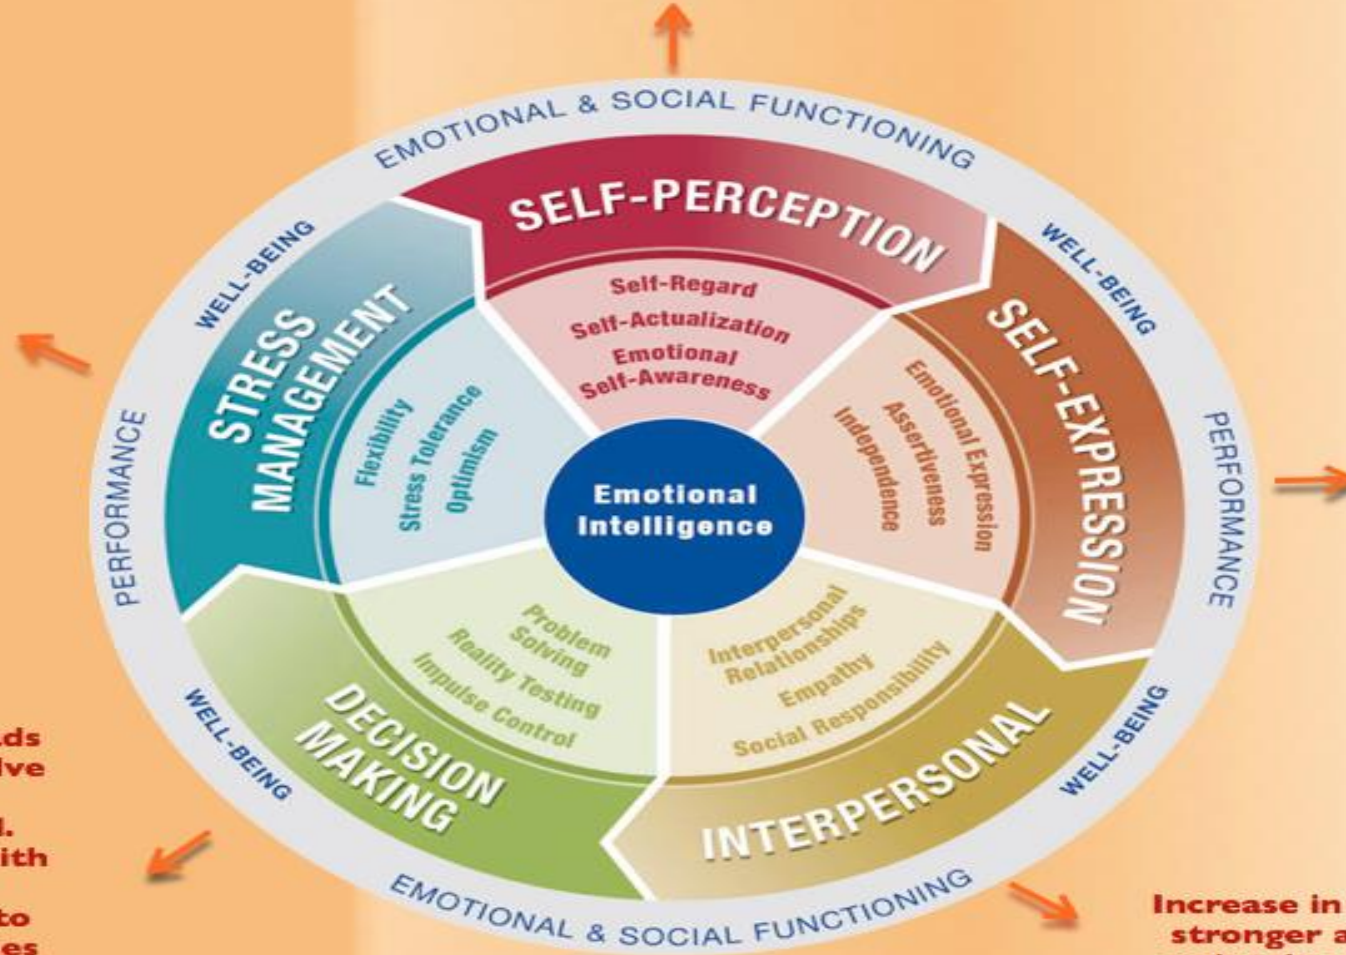 EMOTIONAL & SOCIAL FUNCTIONING
WELL-BEING
WELL-BEING
SELF-PERCEPTION
Self-Regard
Self-Actualization
Emotional
Self-Awareness
SELF-EXPRESSION
Emotional Expression
Assertiveness
Independence
STRESS
MANAGEMENT
Flexibility
Stress Tolerance
Optimism
Emotional
Intelligence
PERFORMANCE
PERFORMANCE
Problem
Solving
Reality Testing
Impulse Control
DECISION
MAKING
Interpersonal
Relationships
Empathy
Social Responsibility
INTERPERSONAL
WELL-BEING
WELL-BEING
EMOTIONAL & SOCIAL FUNCTIONING
Increase in
stronger